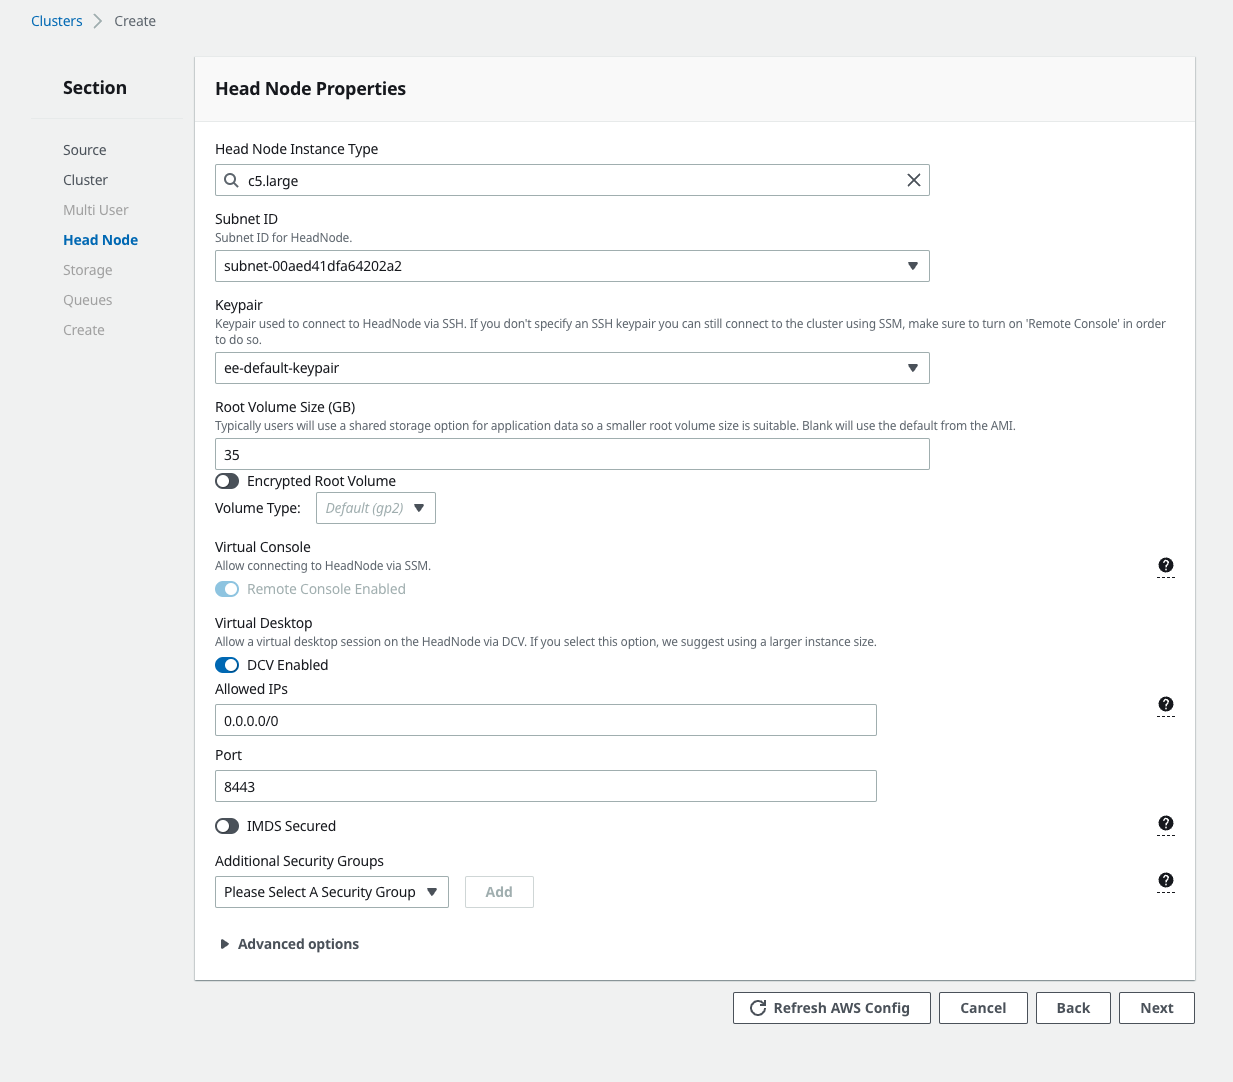 Clusters
Create
Section
Source
Cluster
Multi User
Head Node
Storage
Queues
Create
Head Node Properties
Head Node Instance Type
c5.large
Subnet ID
Subnet ID for HeadNode.
subnet-00aed41dfa64202a2
Keypair
Keypair used to connect to HeadNode via SSH. If you don't specify an SSH keypair you can still connect to the cluster using SSM, make sure to turn on 'Remote Console' in order
to do so.
ee-default-keypair
Root Volume Size (GB)
Typically users will use a shared storage option for application data so a smaller root volume size is suitable. Blank will use the default from the AMI.
35
Encrypted Root Volume
Volume Type: Default (gp2)
Virtual Console
Allow connecting to HeadNode via SSM.
Remote Console Enabled
Virtual Desktop
Allow a virtual desktop session on the HeadNode via DCV. If you select this option, we suggest using a larger instance size.
DCV Enabled
Allowed IPs
0.0.0.0/0
Port
8443
IMDS Secured
Additional Security Groups
Please Select A Security Group Add
Advanced options
Refresh AWS Config Cancel Back Next